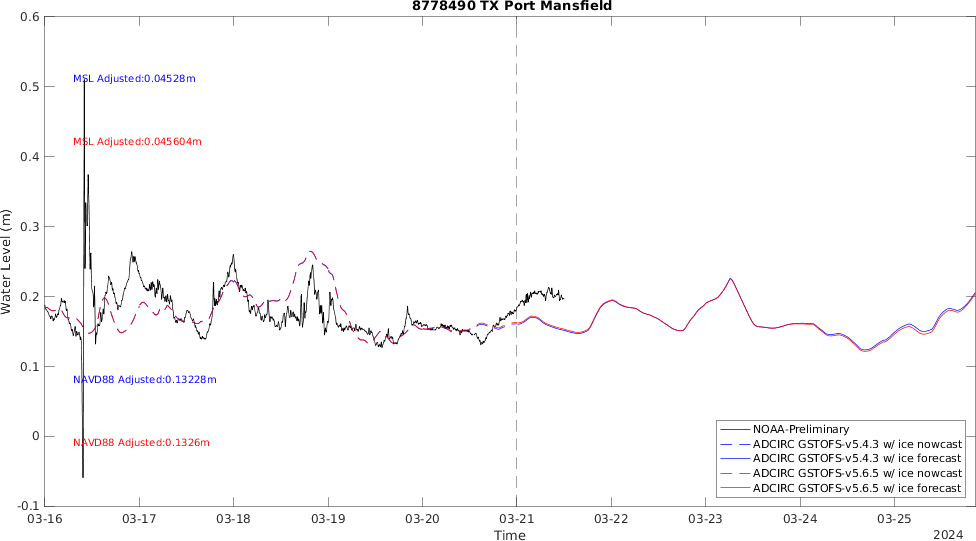 8778490 TX Port Mansfield
Water Level (m)
0.6
0.5
0.4
0.3
0.2
0.1
0
-0.1
MSL Adjusted:0.04528m
MSL Adjusted:0.045604m
NAVD88 Adjusted:0.13228m
NAVD88 Adjusted:0.1326m
NOAA-Preliminary
ADCIRC GSTOFS-v5.4.3 w/ ice nowcast
ADCIRC GSTOFS-v5.4.3 w/ ice forecast
ADCIRC GSTOFS-v5.6.5 w/ ice nowcast
ADCIRC GSTOFS-v5.6.5 w/ ice forecast
03-16 03-17 03-18 03-19 03-20 03-21 03-22 03-23 03-24 03-25
Time
2024